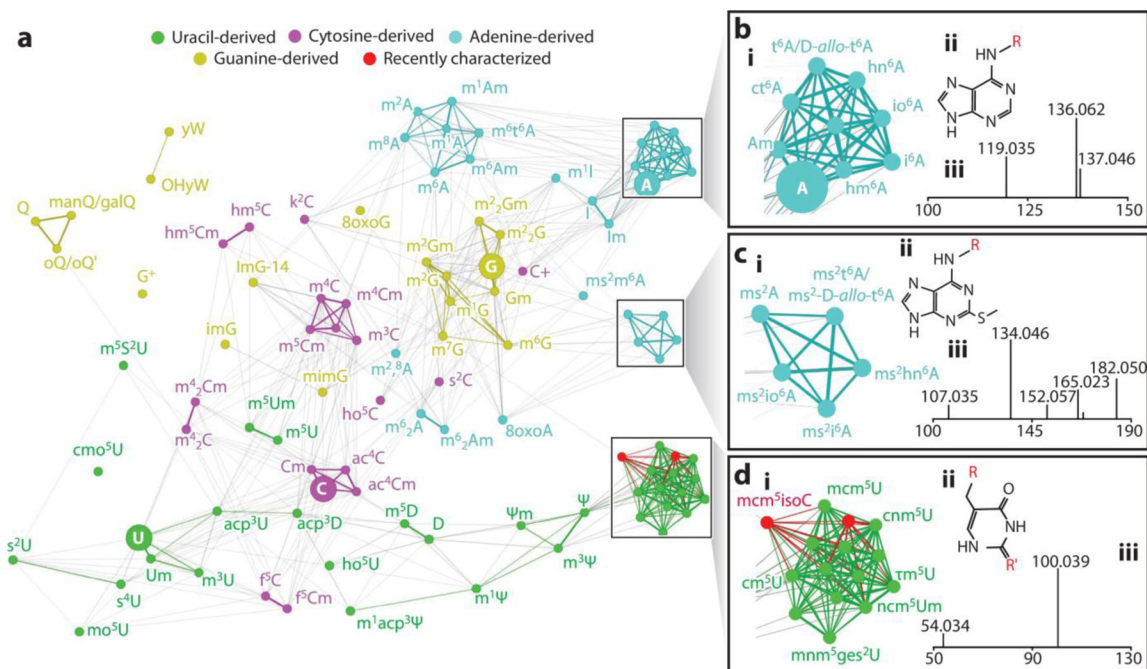 a
Uracil-derived Cytosine-derived Adenine-derived
Guanine-derived Recently characterized
yW
OHyW
Q
manQ/galQ
oQ/oQ'
G⁺
hm⁵C
hm⁵Cm
k²C
8oxoG
ImG-14
imG
mimG
m²A
m¹Am
m⁸A
m¹A
m⁶t⁶A
m⁶Am
m⁶A
A
m¹I
I
Im
m²₂Gm
m²₂G
m²Gm
m²G
G
C+
Gm
m¹G
m⁷G
m⁶G
ms²m⁶A
m⁴C
m⁴Cm
m³C
m⁵Cm
m²,⁸A
s²C
ho⁵C
m⁶₂A
m⁶₂Am
8oxoA
m⁵S²U
m⁴₂Cm
m⁴₂C
m⁵Um
m⁵U
cmo⁵U
Cm
ac⁴C
C
ac⁴Cm
U
acp³U
acp³D
m⁵D
D
Ψm
Ψ
m³Ψ
s²U
Um
m³U
s⁴U
mo⁵U
ho⁵U
f⁵C
f⁵Cm
m¹Ψ
m¹acp³Ψ
b
i
t⁶A/D-allo-t⁶A
hn⁶A
ct⁶A
io⁶A
Am
i⁶A
A
hm⁶A
ii
HN
R
N
N
N
H
N
iii
136.062
119.035
137.046
100 125 150
c
i
ms²t⁶A/
ms²-D-allo-t⁶A
ms²A
ms²hn⁶A
ms²io⁶A
ms²i⁶A
ii
R
HN
N
N
N
H
N
S
iii
134.046
182.050
165.023
152.057
107.035
100 145 190
d
i
mcm⁵isoC
mcm⁵U
cnm⁵U
cm⁵U
τm⁵U
ncm⁵Um
mnm⁵ges²U
ii
R
O
NH
HN
R'
iii
100.039
54.034
50 90 130